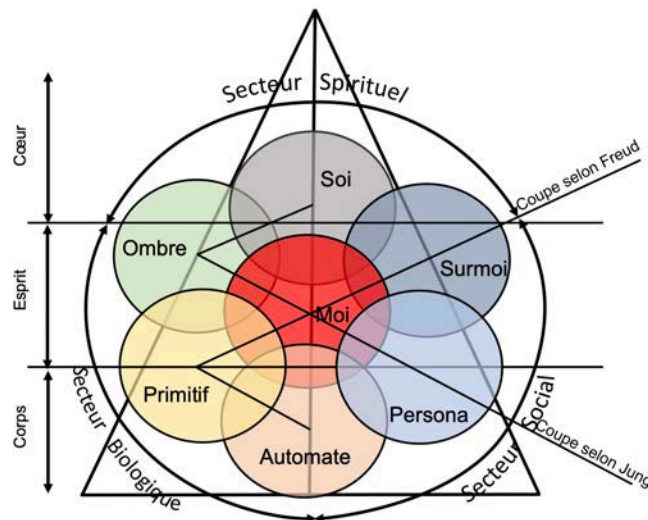 Secteur Spirituel
Cœur
Soi
Coupe selon Freud
Ombre
Surmoi
Esprit
Moi
Primitif
Persona
Corps
Automate
Secteur Biologique
Secteur Social
Coupe selon Jung